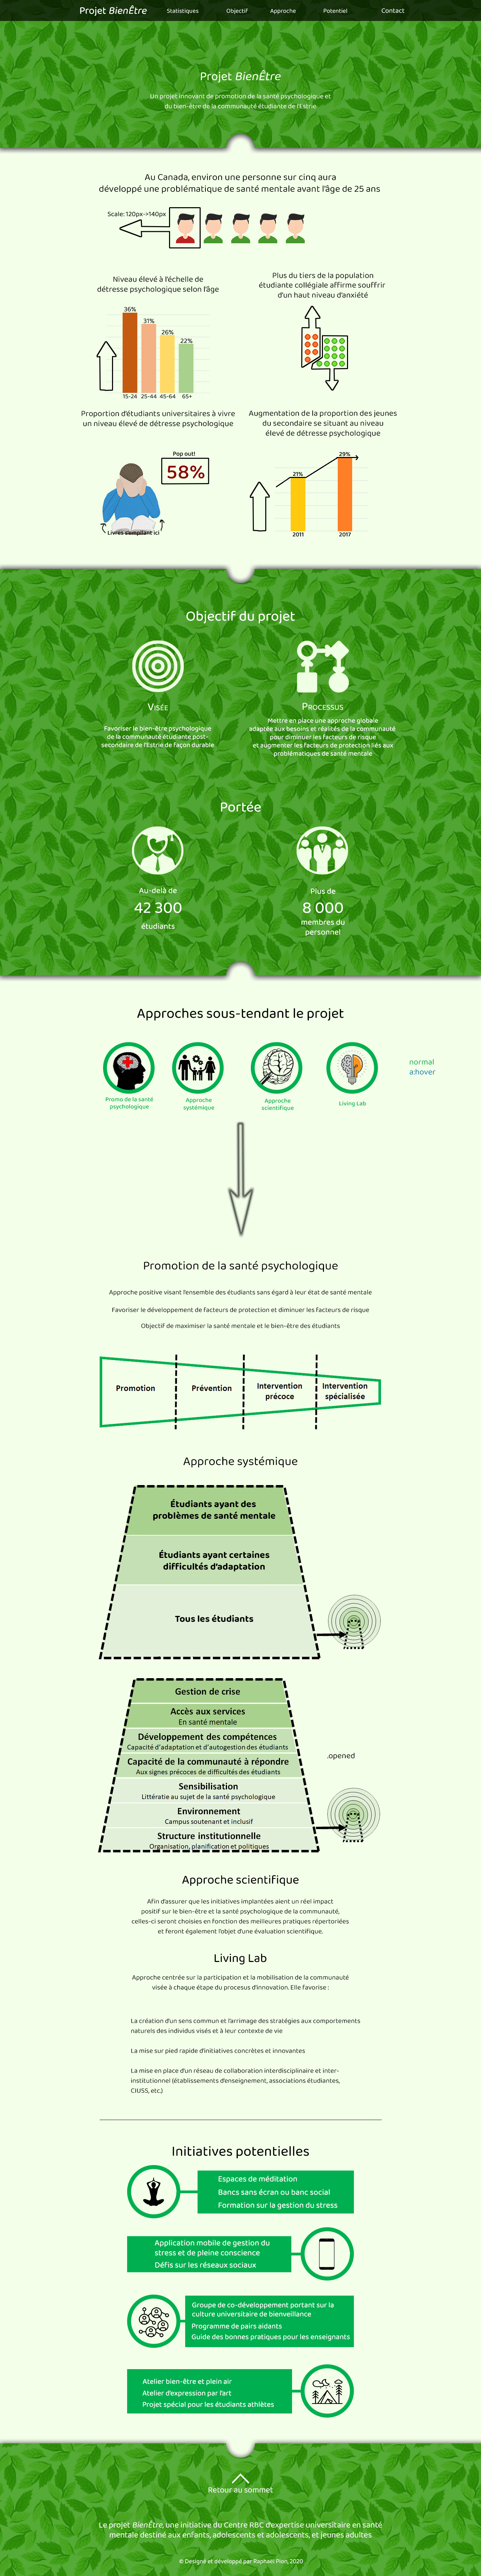 Projet BienÊtre Statistiques Objectif Approche Potentiel Contact
Projet BienÊtre
Un projet innovant de promotion de la santé psychologique et
du bien-être de la communauté étudiante de l'Estrie
Au Canada, environ une personne sur cinq aura
développé une problématique de santé mentale avant l'âge de 25 ans
Scale: 120px->140px
Niveau élevé à l'échelle de
détresse psychologique selon l'âge
36%
31%
26%
22%
15-24 25-44 45-64 65+
Plus du tiers de la population
étudiante collégiale affirme souffrir
d'un haut niveau d'anxiété
Proportion d'étudiants universitaires à vivre
un niveau élevé de détresse psychologique
Pop out!
58%
Livres s'empilant ici
Augmentation de la proportion des jeunes
du secondaire se situant au niveau
élevé de détresse psychologique
21%
29%
2011 2017
Objectif du projet
Visée
Favoriser le bien-être psychologique
de la communauté étudiante post-
secondaire de l'Estrie de façon durable
Processus
Mettre en place une approche globale
adaptée aux besoins et réalités de la communauté
pour diminuer les facteurs de risque
et augmenter les facteurs de protection liés aux
problématiques de santé mentale
Portée
Au-delà de
42 300
étudiants
Plus de
8 000
membres du
personnel
Approches sous-tendant le projet
Promo de la santé
psychologique
Approche
systémique
Approche
scientifique
Living Lab
normal
a:hover
Promotion de la santé psychologique
Approche positive visant l'ensemble des étudiants sans égard à leur état de santé mentale
Favoriser le développement de facteurs de protection et diminuer les facteurs de risque
Objectif de maximiser la santé mentale et le bien-être des étudiants
Promotion
Prévention
Intervention
précoce
Intervention
spécialisée
Approche systémique
Étudiants ayant des
problèmes de santé mentale
Étudiants ayant certaines
difficultés d'adaptation
Tous les étudiants
Gestion de crise
Accès aux services
En santé mentale
Développement des compétences
Capacité d'adaptation et d'autogestion des étudiants
Capacité de la communauté à répondre
Aux signes précoces de difficultés des étudiants
Sensibilisation
Littératie au sujet de la santé psychologique
Environnement
Campus soutenant et inclusif
Structure institutionnelle
Organisation, planification et politiques
.opened
Approche scientifique
Afin d'assurer que les initiatives implantées aient un réel impact
positif sur le bien-être et la santé psychologique de la communauté,
celles-ci seront choisies en fonction des meilleures pratiques répertoriées
et feront également l'objet d'une évaluation scientifique.
Living Lab
Approche centrée sur la participation et la mobilisation de la communauté
visée à chaque étape du procesus d'innovation. Elle favorise :
La création d'un sens commun et l'arrimage des stratégies aux comportements
naturels des individus visés et à leur contexte de vie
La mise sur pied rapide d'initiatives concrètes et innovantes
La mise en place d'un réseau de collaboration interdisciplinaire et inter-
institutionnel (établissements d'enseignement, associations étudiantes,
CIUSS, etc.)
Initiatives potentielles
Espaces de méditation
Bancs sans écran ou banc social
Formation sur la gestion du stress
Application mobile de gestion du
stress et de pleine conscience
Défis sur les réseaux sociaux
Groupe de co-développement portant sur la
culture universitaire de bienveillance
Programme de pairs aidants
Guide des bonnes pratiques pour les enseignants
Atelier bien-être et plein air
Atelier d'expression par l'art
Projet spécial pour les étudiants athlètes
Retour au sommet
Le projet BienÊtre, une initiative du Centre RBC d'expertise universitaire en santé
mentale destiné aux enfants, adolescents et adolescents, et jeunes adultes.
© Designé et développé par Raphael Pion, 2020